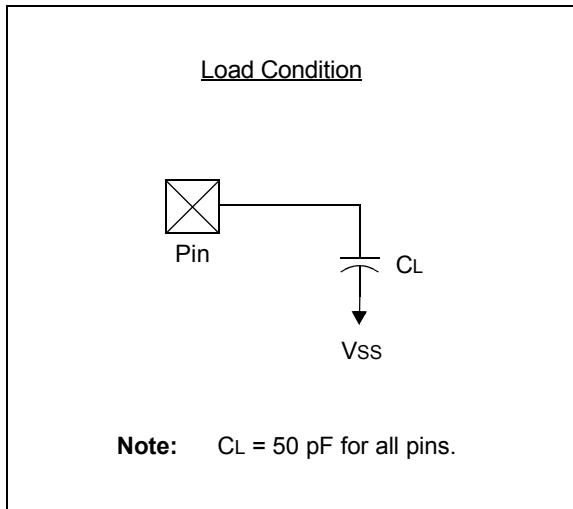 Load Condition
Pin
CL
VSS
Note: CL = 50 pF for all pins.